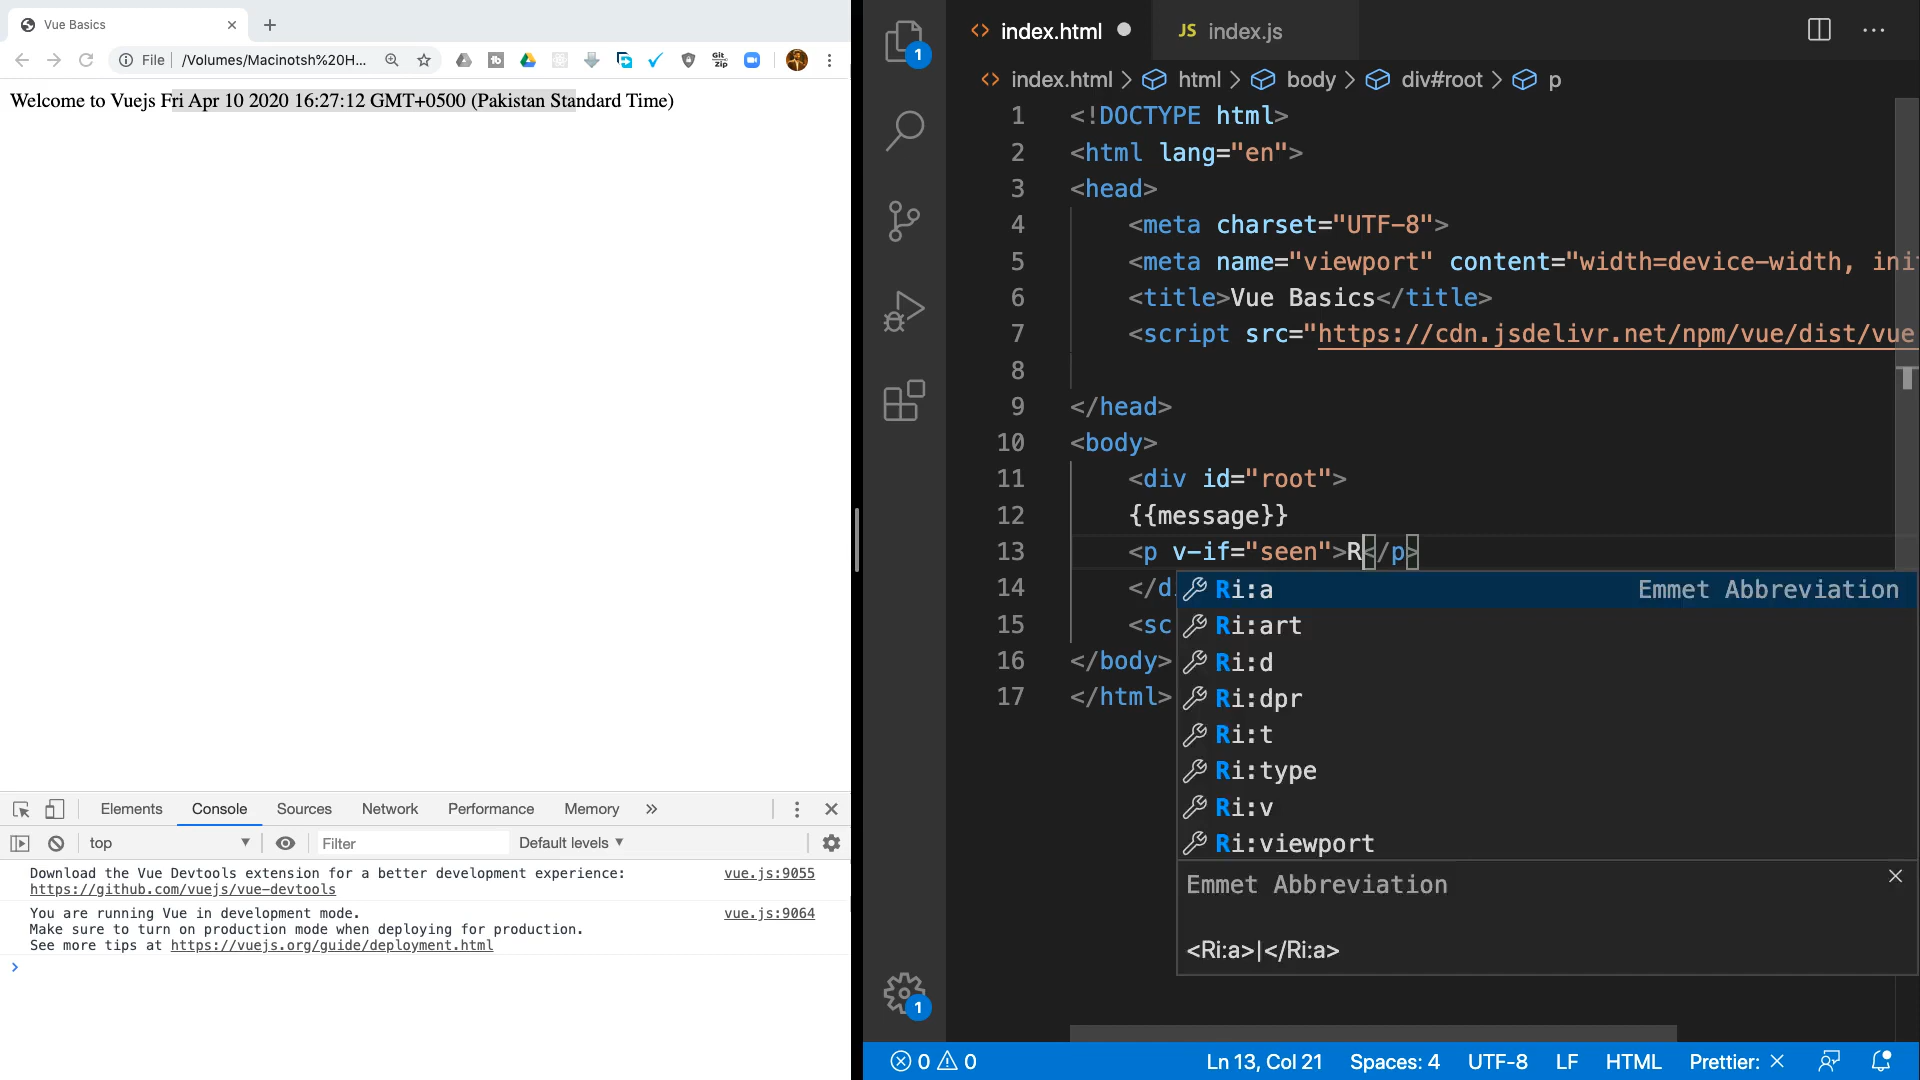 Vue Basics
File /Volumes/Macinotsh%20H...
Git
Zip
Welcome to Vuejs Fri Apr 10 2020 16:27:12 GMT+0500 (Pakistan Standard Time)
Elements Console Sources Network Performance Memory
top Filter Default levels
Download the Vue Devtools extension for a better development experience: vue.js:9055
https://github.com/vuejs/vue-devtools
You are running Vue in development mode. vue.js:9064
Make sure to turn on production mode when deploying for production.
See more tips at https://vuejs.org/guide/deployment.html
1
1
index.html JS index.js
index.html > html > body > div#root > p
1 <!DOCTYPE html>
2 <html lang="en">
3 <head>
4 <meta charset="UTF-8">
5 <meta name="viewport" content="width=device-width, ini
6 <title>Vue Basics</title>
7 <script src="https://cdn.jsdelivr.net/npm/vue/dist/vue
8
9 </head>
10 <body>
11 <div id="root">
12 {{message}}
13 <p v-if="seen">R</p>
14 </d
15 <sc
16 </body>
17 </html>
Ri:a Emmet Abbreviation
Ri:art
Ri:d
Ri:dpr
Ri:t
Ri:type
Ri:v
Ri:viewport
Emmet Abbreviation
<Ri:a>|</Ri:a>
0 0 Ln 13, Col 21 Spaces: 4 UTF-8 LF HTML Prettier: ×